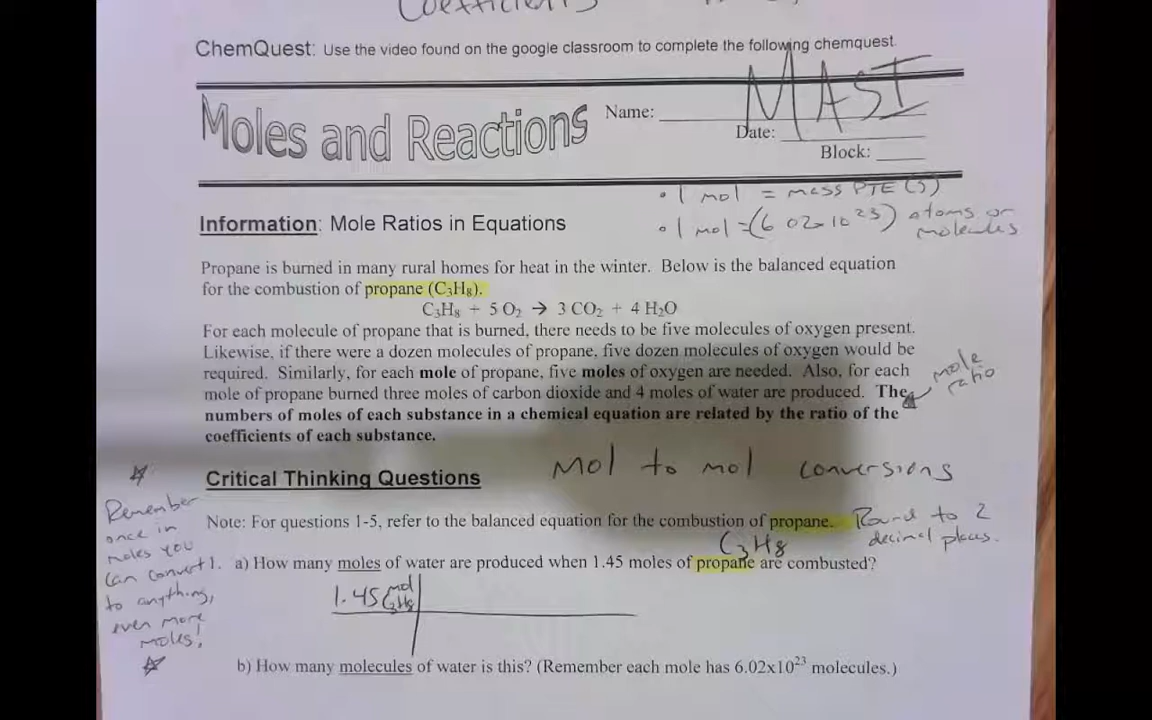 Coefficients
ChemQuest: Use the video found on the google classroom to complete the following chemquest.
Moles and Reactions
Name: MASI
Date:
Block:
• 1 mol = mass PTE (g)
• 1 mol = (6.02x10²³) atoms or molecules
Information: Mole Ratios in Equations
Propane is burned in many rural homes for heat in the winter. Below is the balanced equation
for the combustion of propane (C₃H₈).
C₃H₈ + 5 O₂ → 3 CO₂ + 4 H₂O
For each molecule of propane that is burned, there needs to be five molecules of oxygen present.
Likewise, if there were a dozen molecules of propane, five dozen molecules of oxygen would be
required. Similarly, for each mole of propane, five moles of oxygen are needed. Also, for each
mole of propane burned three moles of carbon dioxide and 4 moles of water are produced. The
numbers of moles of each substance in a chemical equation are related by the ratio of the
coefficients of each substance.
mole
ratio
Critical Thinking Questions
Mol to mol conversions
Note: For questions 1-5, refer to the balanced equation for the combustion of propane.
Round to 2
decimal places.
C₃H₈
1. a) How many moles of water are produced when 1.45 moles of propane are combusted?
1.45 mol C₃H₈
Remember
once in
moles you
can convert
to anything,
even more
moles!
b) How many molecules of water is this? (Remember each mole has 6.02x10²³ molecules.)